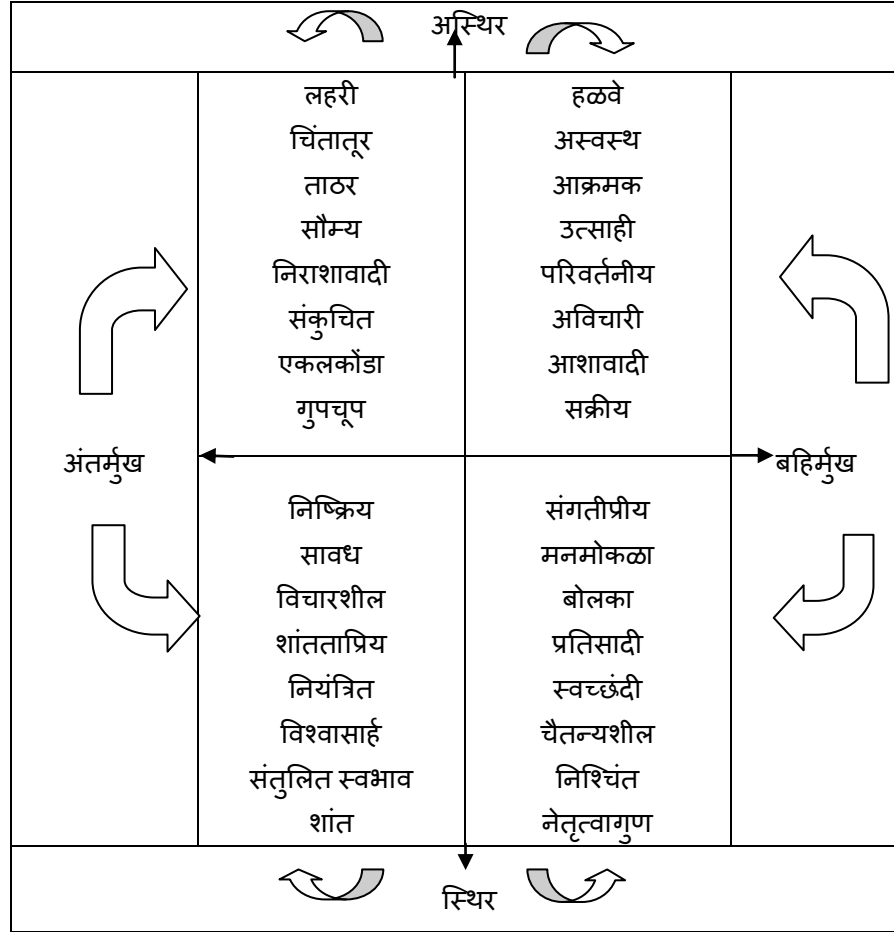 अस्थिर
लहरी हळवे
चिंतातूर अस्वस्थ
ताठर आक्रमक
सौम्य उत्साही
निराशावादी परिवर्तनीय
संकुचित अविचारी
एकलकोंडा आशावादी
गुपचूप सक्रीय
अंतर्मुख बहिर्मुख
निष्क्रिय संगतीप्रीय
सावध मनमोकळा
विचारशील बोलका
शांतताप्रिय प्रतिसादी
नियंत्रित स्वच्छंदी
विश्वासार्ह चैतन्यशील
संतुलित स्वभाव निश्चिंत
शांत नेतृत्वागुण
स्थिर